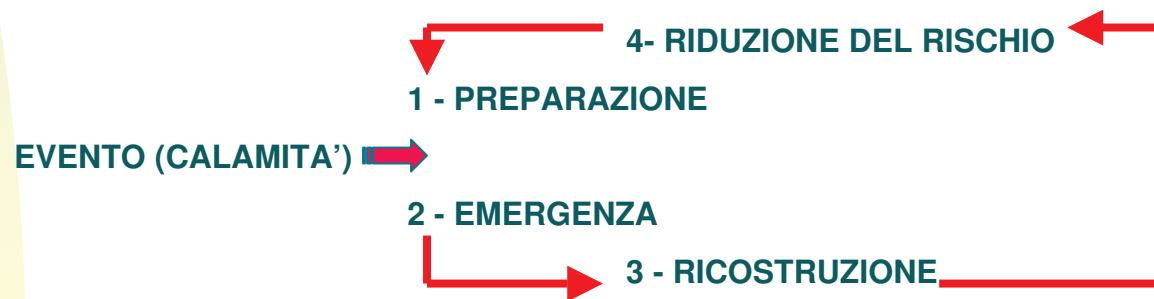 4- RIDUZIONE DEL RISCHIO
1 - PREPARAZIONE
EVENTO (CALAMITA’)
2 - EMERGENZA
3 - RICOSTRUZIONE